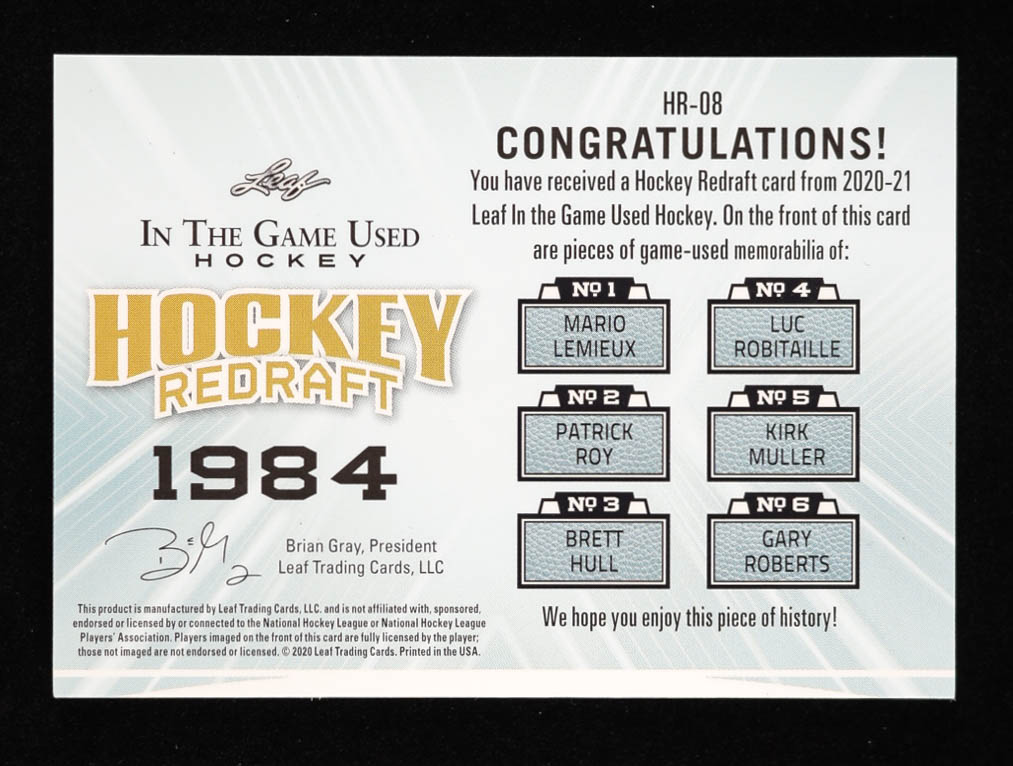 Leaf
IN THE GAME USED
HOCKEY
HOCKEY
REDRAFT
1984
Brian Gray, President
Leaf Trading Cards, LLC
This product is manufactured by Leaf Trading Cards, LLC. and is not affiliated with, sponsored,
endorsed or licensed by or connected to the National Hockey League or National Hockey League
Players' Association. Players imaged on the front of this card are fully licensed by the player;
those not imaged are not endorsed or licensed. © 2020 Leaf Trading Cards. Printed in the USA.
HR-08
CONGRATULATIONS!
You have received a Hockey Redraft card from 2020-21
Leaf In the Game Used Hockey. On the front of this card
are pieces of game-used memorabilia of:
Nº 1
MARIO
LEMIEUX
Nº 2
PATRICK
ROY
Nº 3
BRETT
HULL
Nº 4
LUC
ROBITAILLE
Nº 5
KIRK
MULLER
Nº 6
GARY
ROBERTS
We hope you enjoy this piece of history!